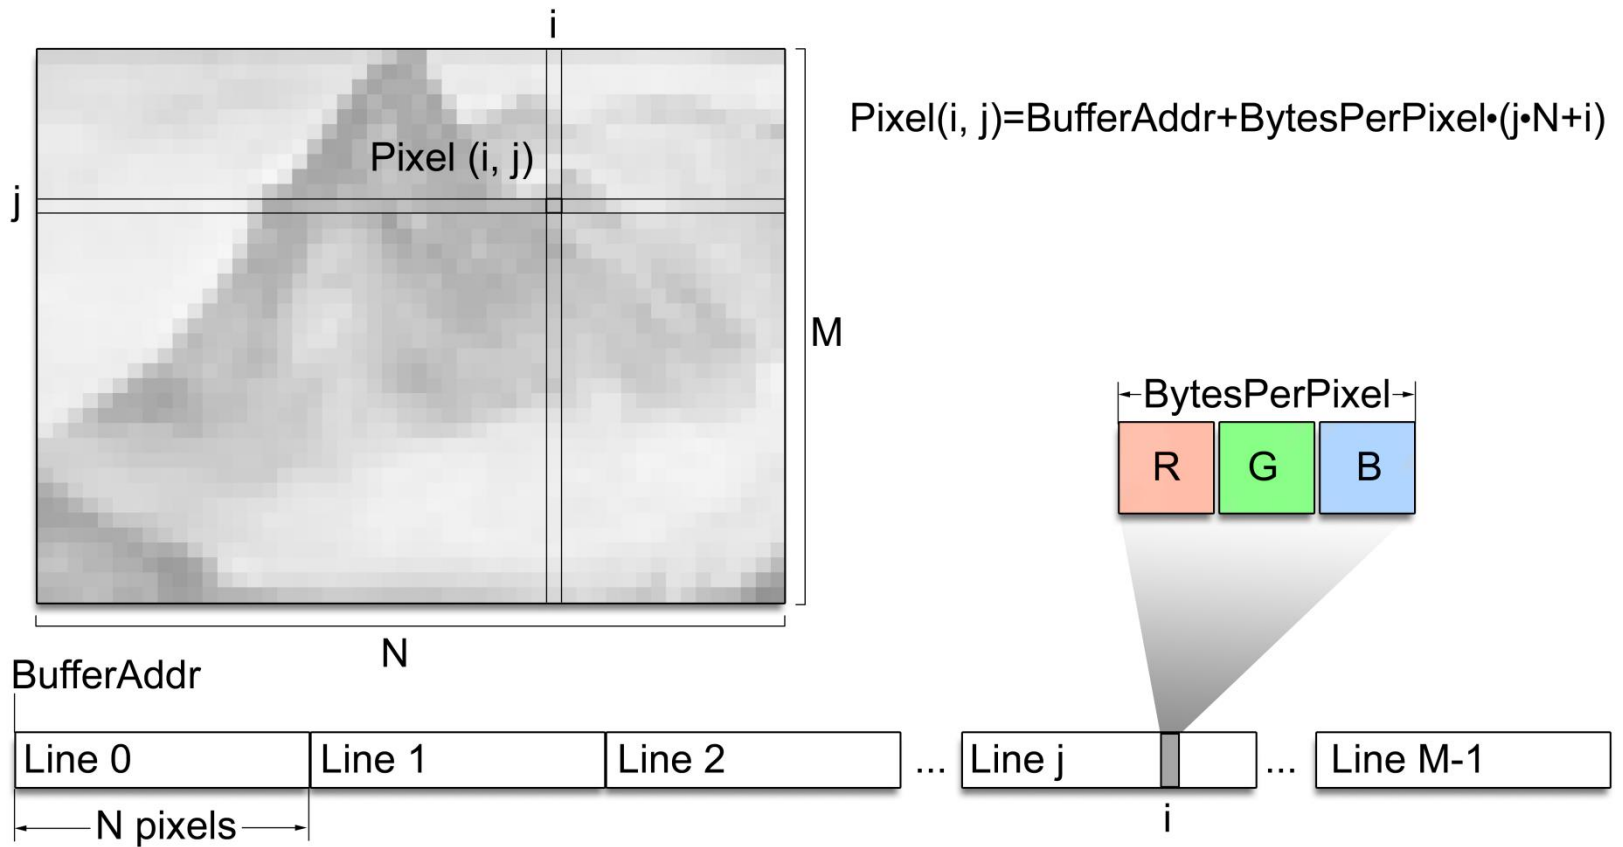 i
Pixel(i, j)=BufferAddr+BytesPerPixel•(j•N+i)
Pixel (i, j)
j
M
BytesPerPixel
R G B
N
BufferAddr
Line 0 Line 1 Line 2 ... Line j ... Line M-1
N pixels
i